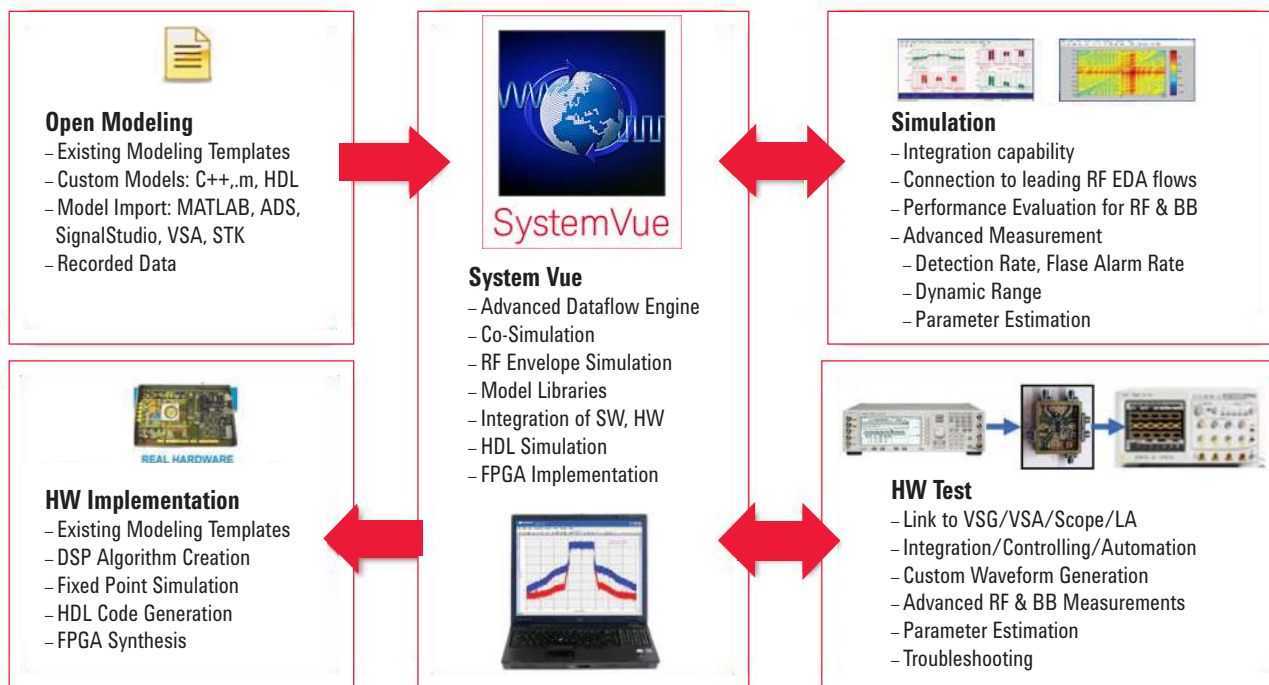 Open Modeling
– Existing Modeling Templates
– Custom Models: C++,.m, HDL
– Model Import: MATLAB, ADS,
SignalStudio, VSA, STK
– Recorded Data
REAL HARDWARE
HW Implementation
– Existing Modeling Templates
– DSP Algorithm Creation
– Fixed Point Simulation
– HDL Code Generation
– FPGA Synthesis
SystemVue
System Vue
– Advanced Dataflow Engine
– Co-Simulation
– RF Envelope Simulation
– Model Libraries
– Integration of SW, HW
– HDL Simulation
– FPGA Implementation
Simulation
– Integration capability
– Connection to leading RF EDA flows
– Performance Evaluation for RF & BB
– Advanced Measurement
– Detection Rate, Flase Alarm Rate
– Dynamic Range
– Parameter Estimation
HW Test
– Link to VSG/VSA/Scope/LA
– Integration/Controlling/Automation
– Custom Waveform Generation
– Advanced RF & BB Measurements
– Parameter Estimation
– Troubleshooting